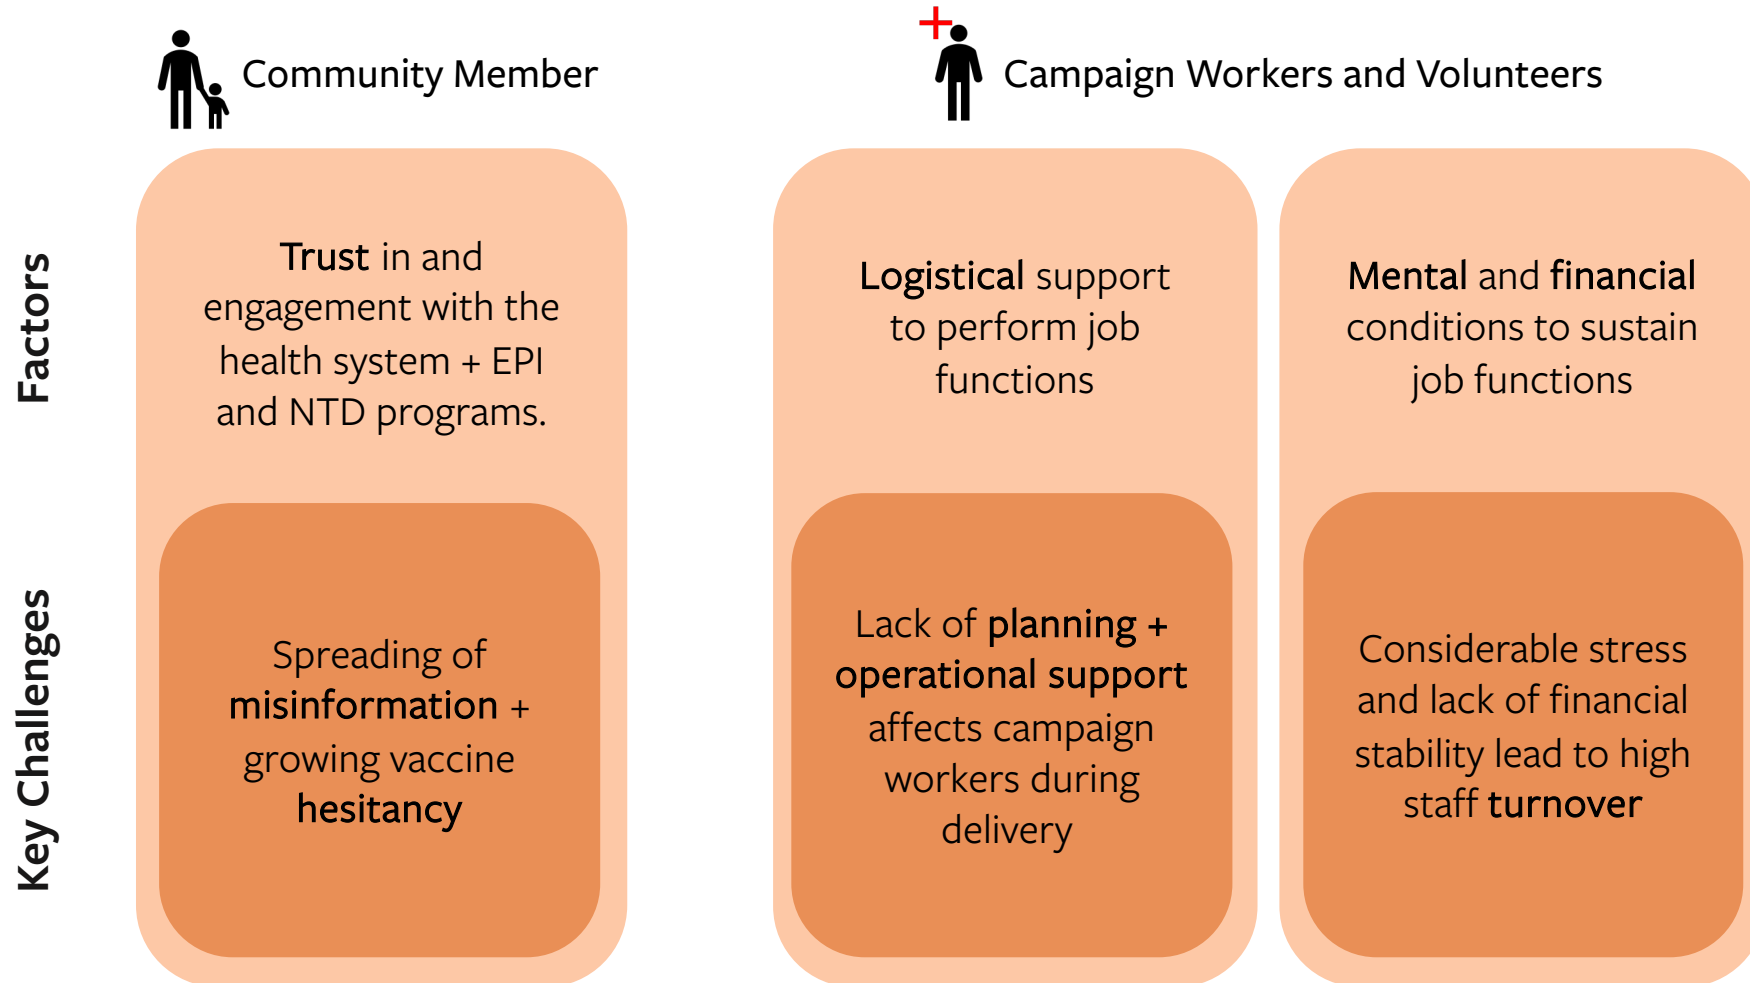 Community Member
Campaign Workers and Volunteers
Factors
Trust in and
engagement with the
health system + EPI
and NTD programs.
Logistical support
to perform job
functions
Mental and financial
conditions to sustain
job functions
Key Challenges
Spreading of
misinformation +
growing vaccine
hesitancy
Lack of planning +
operational support
affects campaign
workers during
delivery
Considerable stress
and lack of financial
stability lead to high
staff turnover